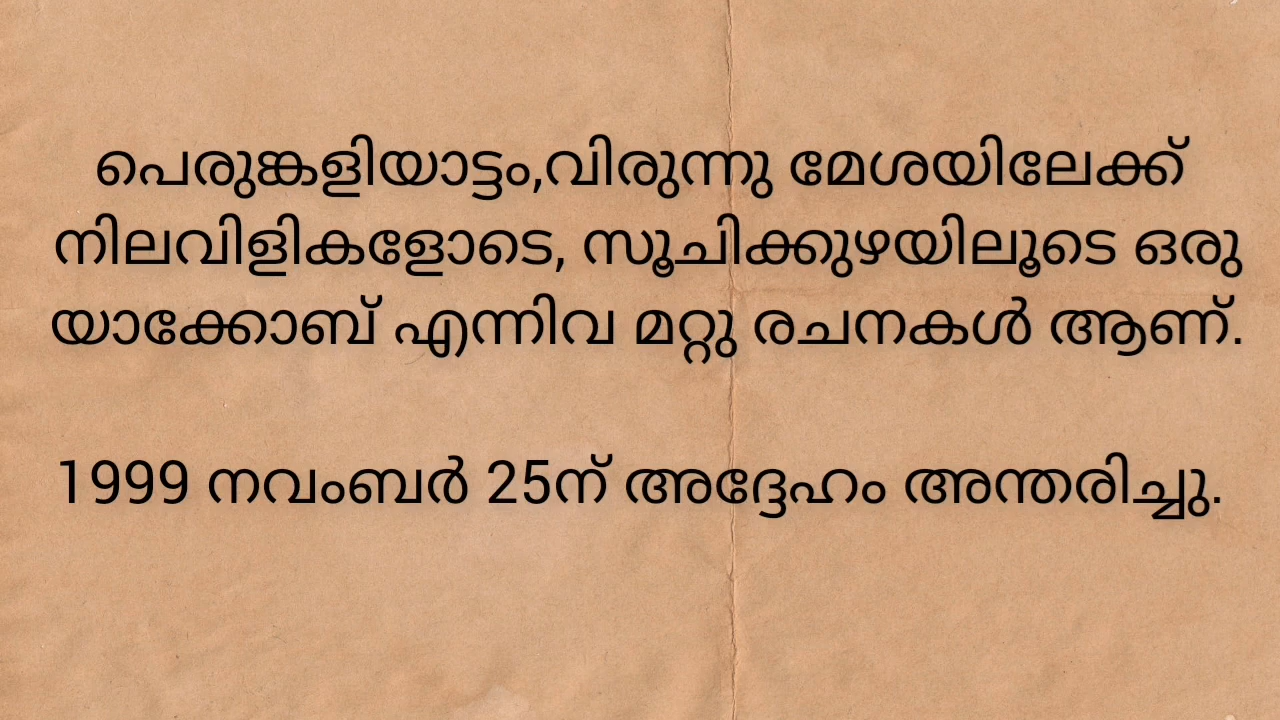 പെരുങ്കളിയാട്ടം,വിരുന്നു മേശയിലേക്ക്
നിലവിളികളോടെ, സൂചിക്കുഴയിലൂടെ ഒരു
യാക്കോബ് എന്നിവ മറ്റു രചനകൾ ആണ്.
1999 നവംബർ 25ന് അദ്ദേഹം അന്തരിച്ചു.